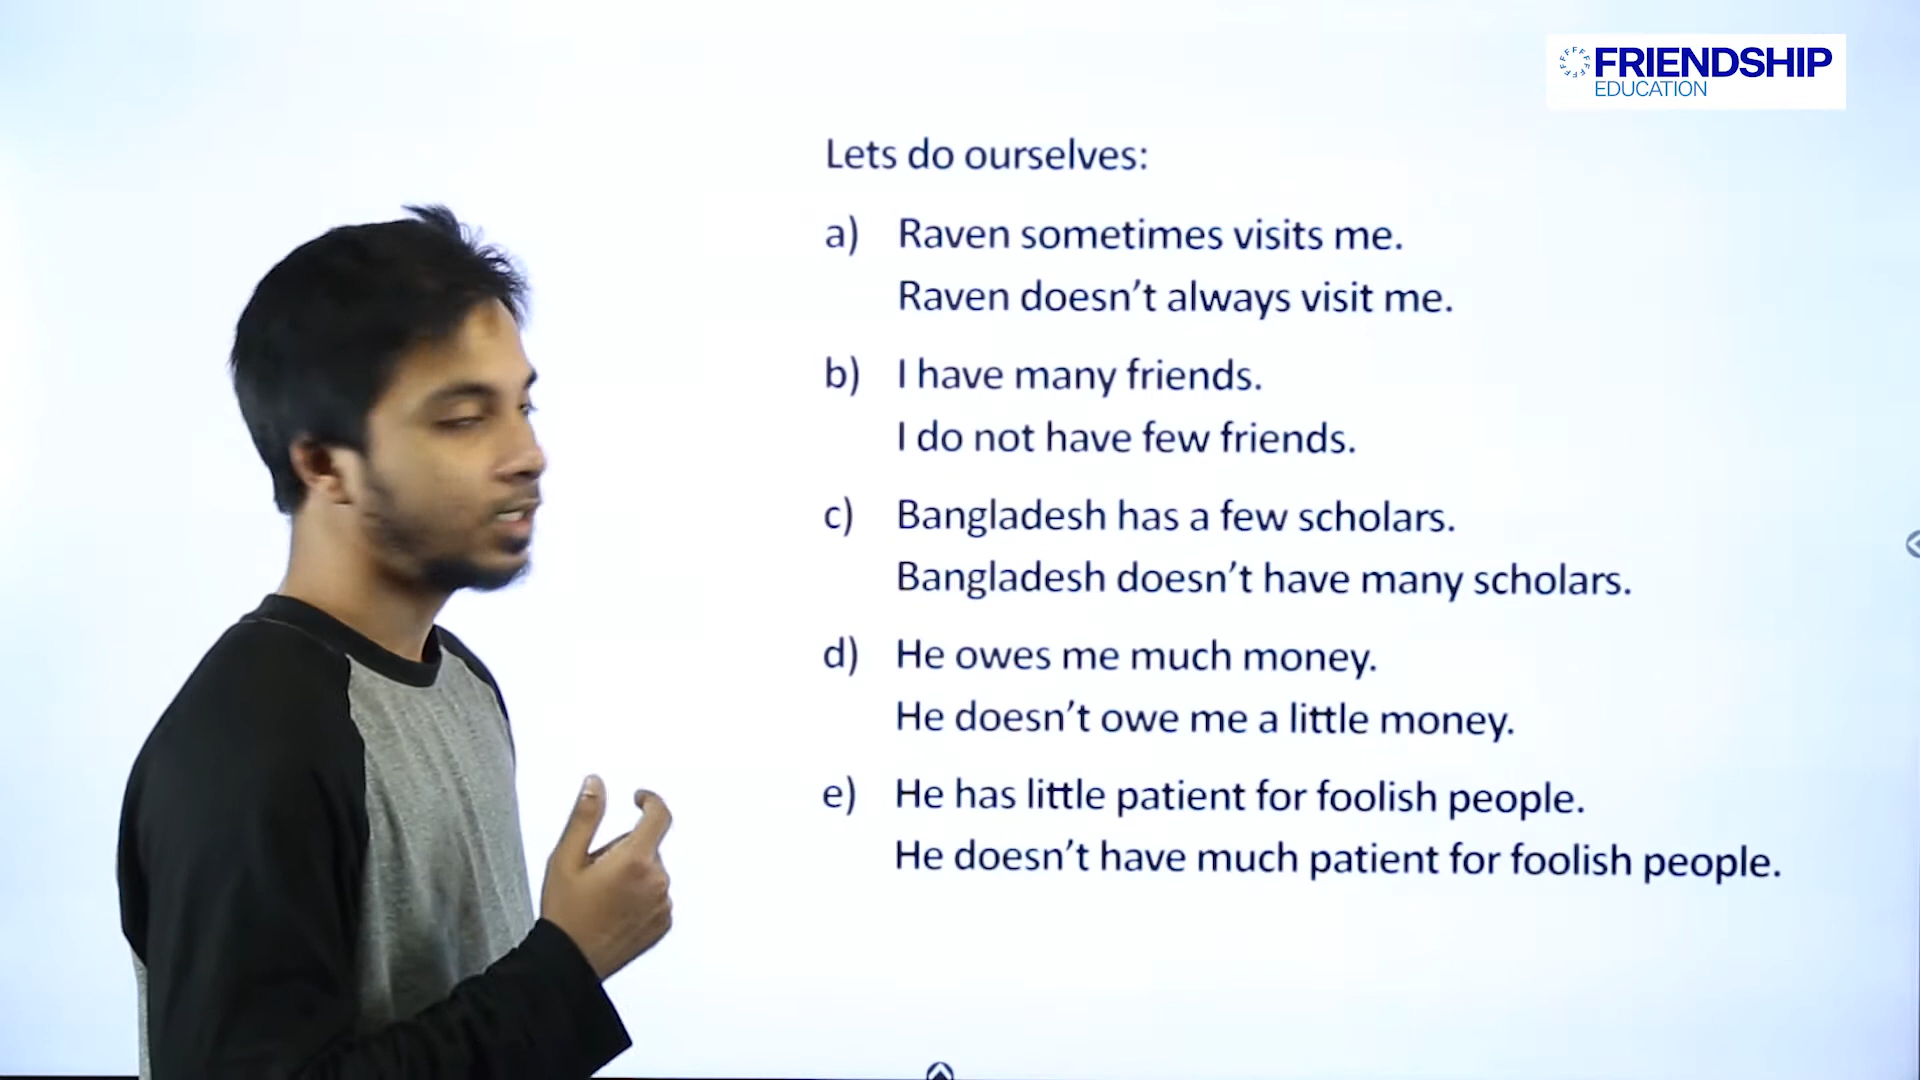 FRIENDSHIP
EDUCATION
Lets do ourselves:
a) Raven sometimes visits me.
Raven doesn’t always visit me.
b) I have many friends.
I do not have few friends.
c) Bangladesh has a few scholars.
Bangladesh doesn’t have many scholars.
d) He owes me much money.
He doesn’t owe me a little money.
e) He has little patient for foolish people.
He doesn’t have much patient for foolish people.